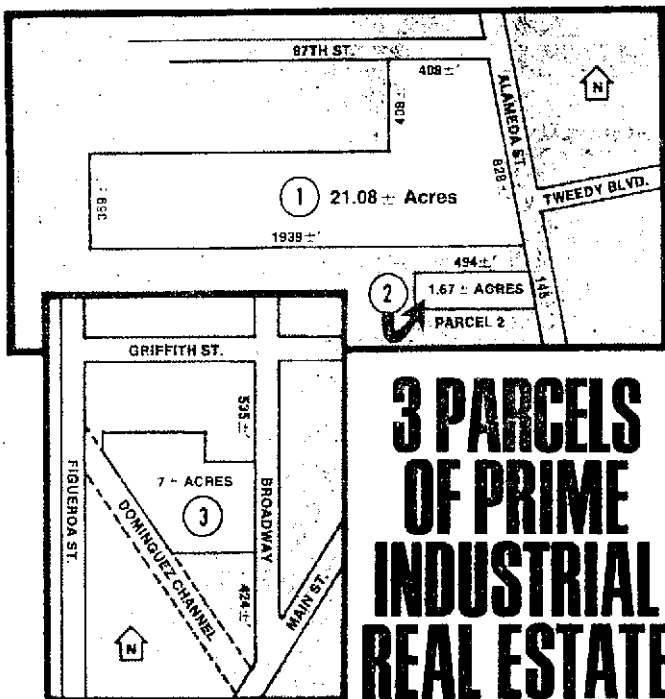 87TH ST.
408±'
408±'
ALAMEDA ST.
N
828±'
1 21.08 ± Acres
TWEEDY BLVD.
1939±'
494±'
2 1.67 ± ACRES
PARCEL 2
GRIFFITH ST.
FIGUEROA ST.
7 ± ACRES
3
BROADWAY
DOMINGUEZ CHANNEL
424±'
MAIN ST.
N
3 PARCELS
OF PRIME
INDUSTRIAL
REAL ESTATE